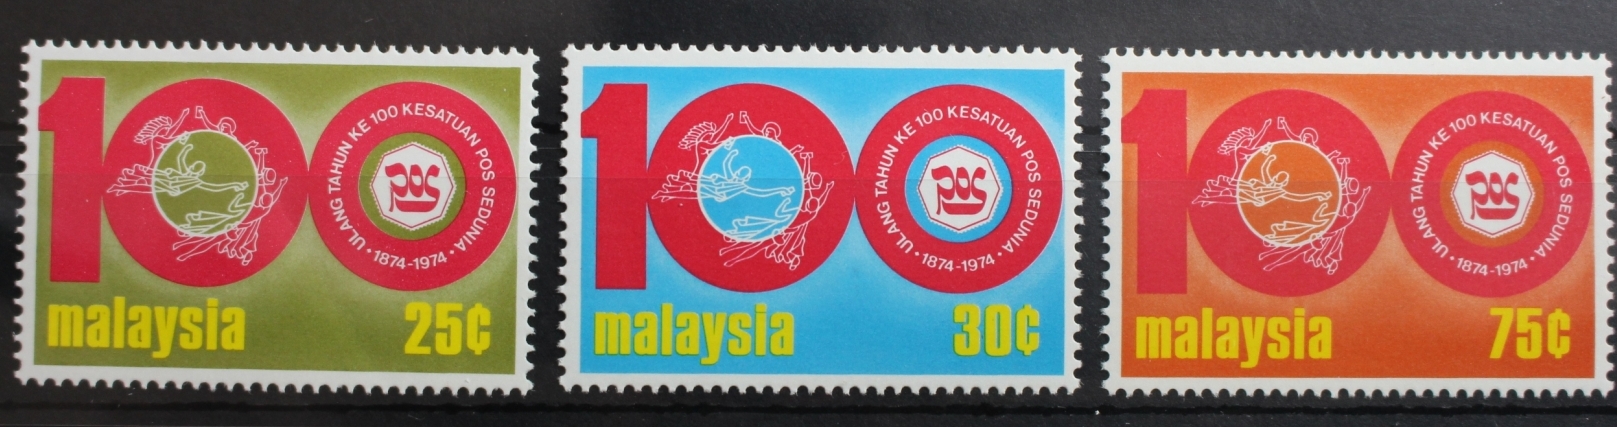 100
ULANG TAHUN KE 100 KESATUAN POS SEDUNIA
• 1874-1974 •
pos
malaysia 25¢
100
ULANG TAHUN KE 100 KESATUAN POS SEDUNIA
• 1874-1974 •
pos
malaysia 30¢
100
ULANG TAHUN KE 100 KESATUAN POS SEDUNIA
• 1874-1974 •
pos
malaysia 75¢